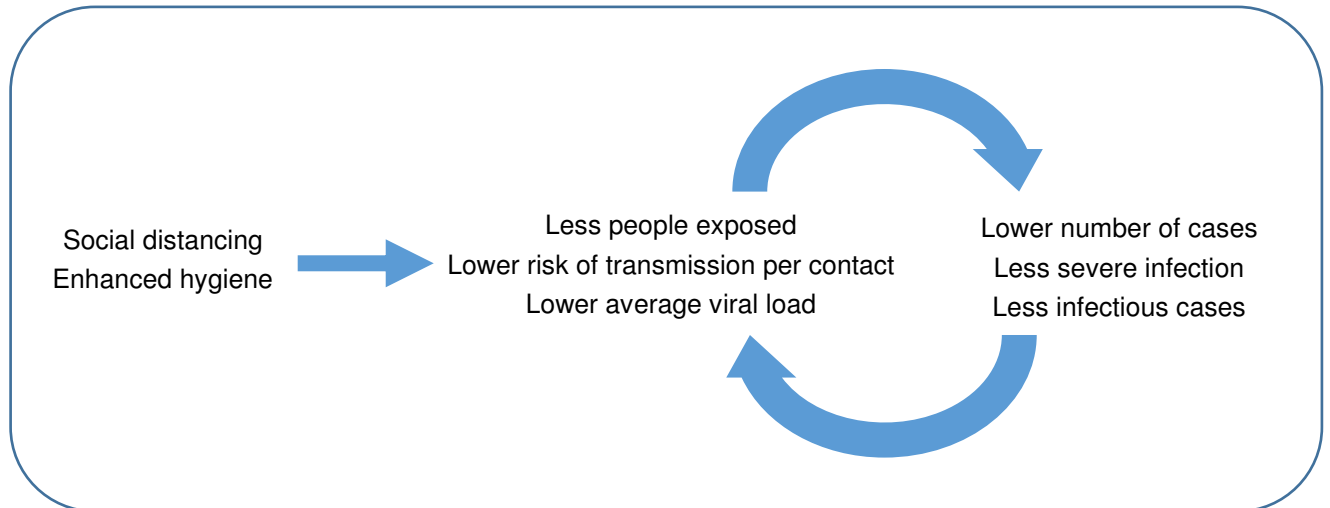 Social distancing
Enhanced hygiene
Less people exposed
Lower risk of transmission per contact
Lower average viral load
Lower number of cases
Less severe infection
Less infectious cases